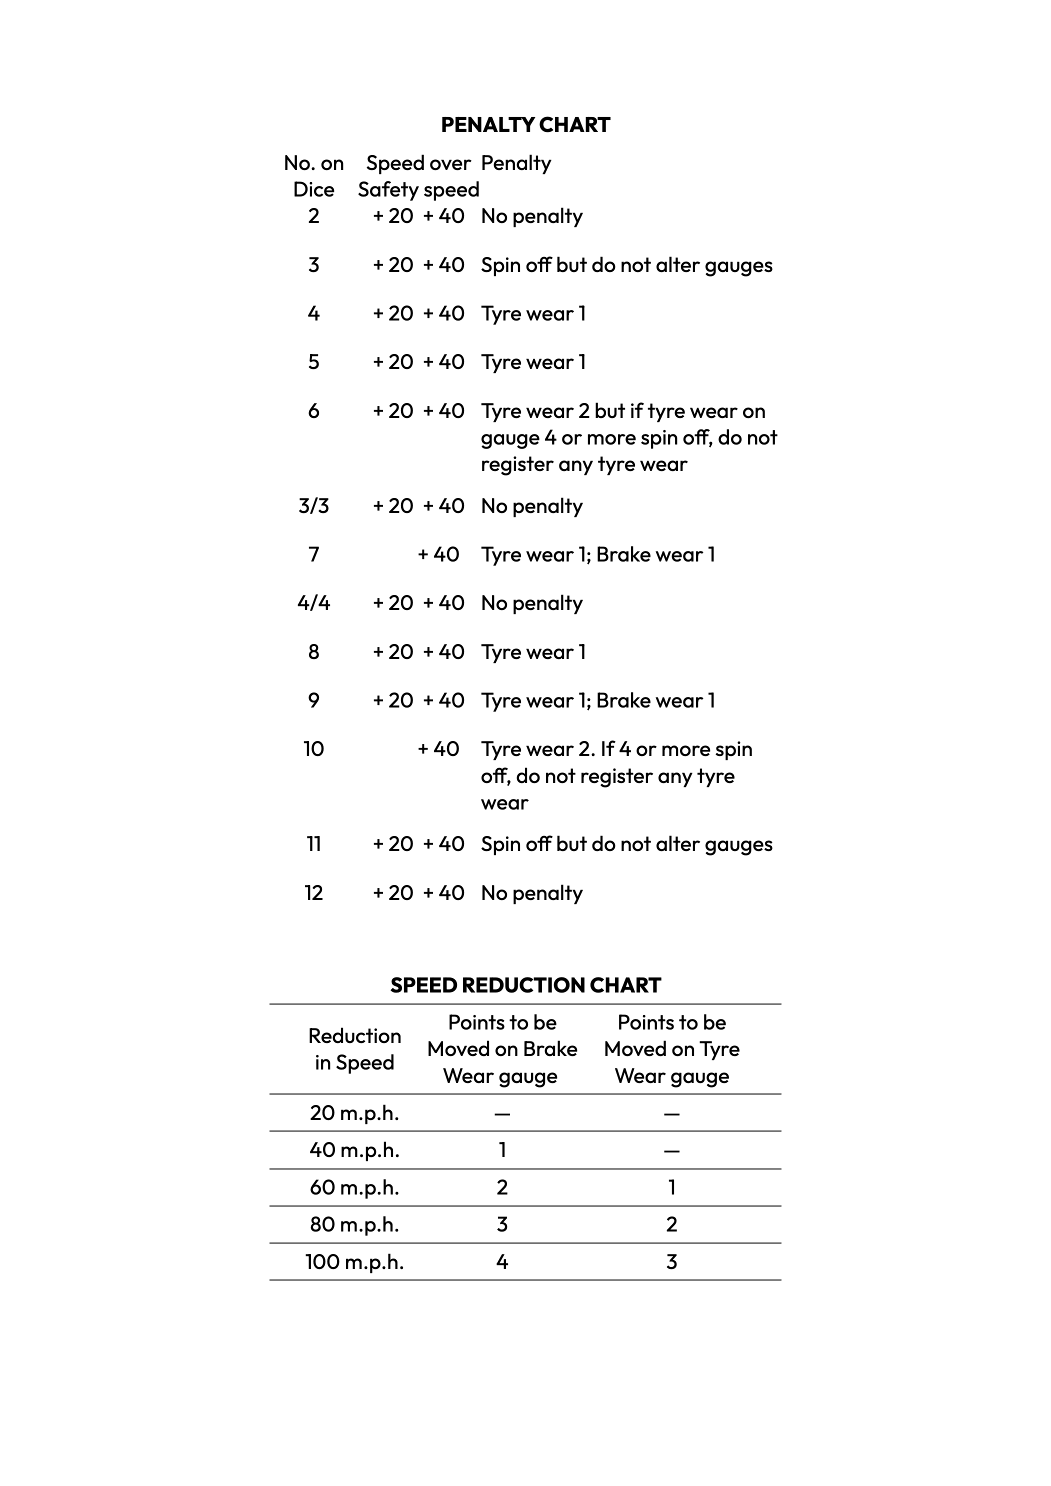 PENALTY CHART
No. on Speed over Penalty
Dice Safety speed
2 + 20 + 40 No penalty
3 + 20 + 40 Spin off but do not alter gauges
4 + 20 + 40 Tyre wear 1
5 + 20 + 40 Tyre wear 1
6 + 20 + 40 Tyre wear 2 but if tyre wear on
gauge 4 or more spin off, do not
register any tyre wear
3/3 + 20 + 40 No penalty
7 + 40 Tyre wear 1; Brake wear 1
4/4 + 20 + 40 No penalty
8 + 20 + 40 Tyre wear 1
9 + 20 + 40 Tyre wear 1; Brake wear 1
10 + 40 Tyre wear 2. If 4 or more spin
off, do not register any tyre
wear
11 + 20 + 40 Spin off but do not alter gauges
12 + 20 + 40 No penalty
SPEED REDUCTION CHART
Reduction
in Speed
Points to be
Moved on Brake
Wear gauge
Points to be
Moved on Tyre
Wear gauge
20 m.p.h. — —
40 m.p.h. 1 —
60 m.p.h. 2 1
80 m.p.h. 3 2
100 m.p.h. 4 3